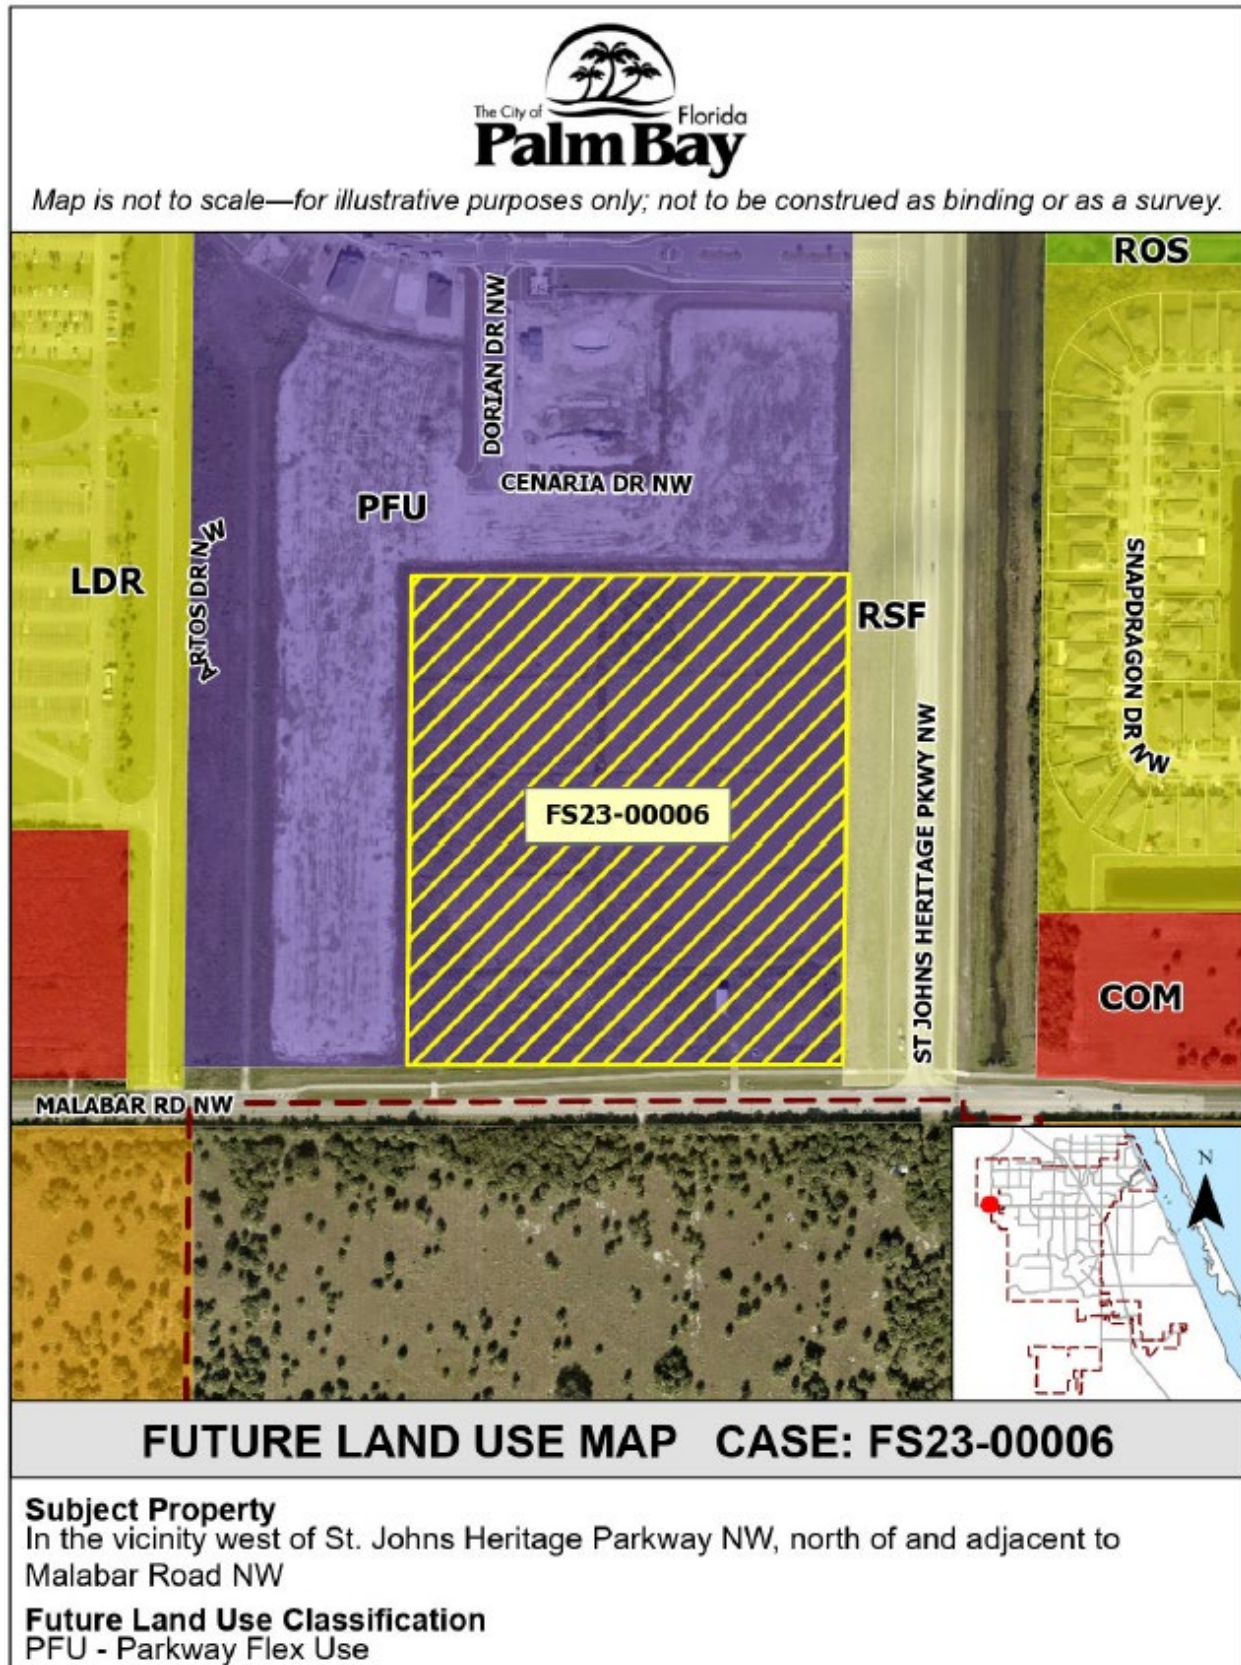 The City of Florida
Palm Bay
Map is not to scale—for illustrative purposes only; not to be construed as binding or as a survey.
ROS
DORIAN DR NW
CENARIA DR NW
PFU
ARTOS DR NW
LDR
SNAPDRAGON DR NW
RSF
FS23-00006
ST JOHNS HERITAGE PKWY NW
COM
MALABAR RD NW
N
FUTURE LAND USE MAP CASE: FS23-00006
Subject Property
In the vicinity west of St. Johns Heritage Parkway NW, north of and adjacent to
Malabar Road NW
Future Land Use Classification
PFU - Parkway Flex Use